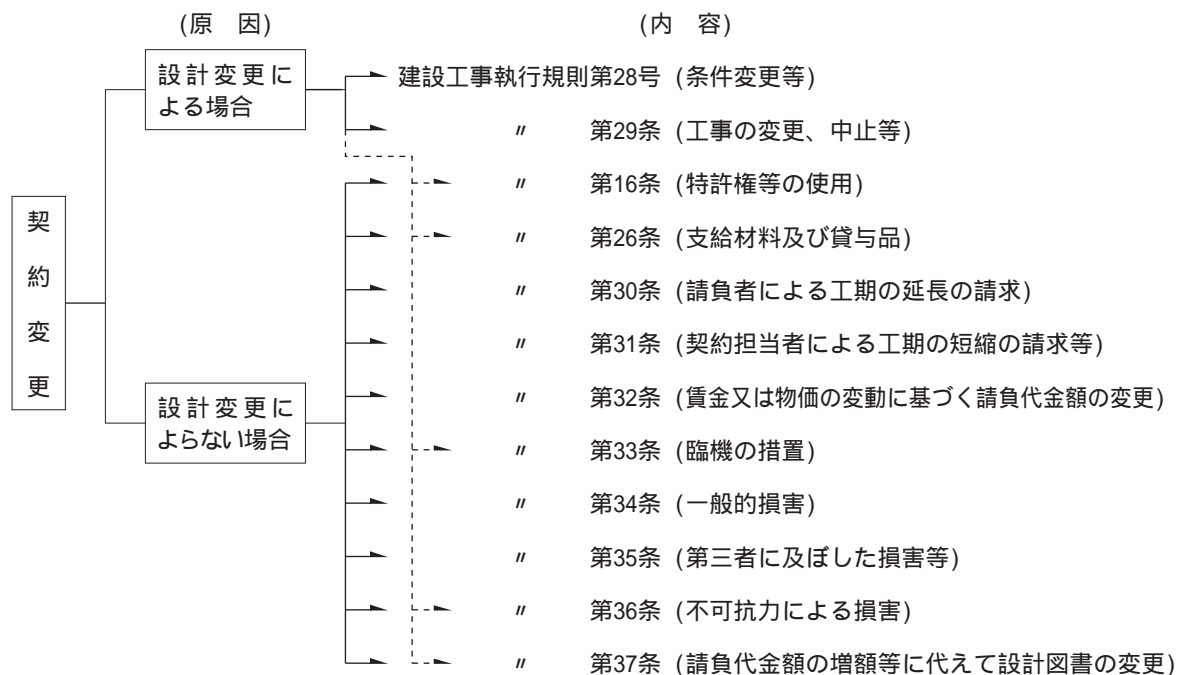 (原 因) (内 容)
設計変更に
よる場合
建設工事執行規則第28号 (条件変更等)
〃 第29条 (工事の変更、中止等)
〃 第16条 (特許権等の使用)
〃 第26条 (支給材料及び貸与品)
〃 第30条 (請負者による工期の延長の請求)
〃 第31条 (契約担当者による工期の短縮の請求等)
契約変更
設計変更に
よらない場合
〃 第32条 (賃金又は物価の変動に基づく請負代金額の変更)
〃 第33条 (臨機の措置)
〃 第34条 (一般的損害)
〃 第35条 (第三者に及ぼした損害等)
〃 第36条 (不可抗力による損害)
〃 第37条 (請負代金額の増額等に代えて設計図書の変更)